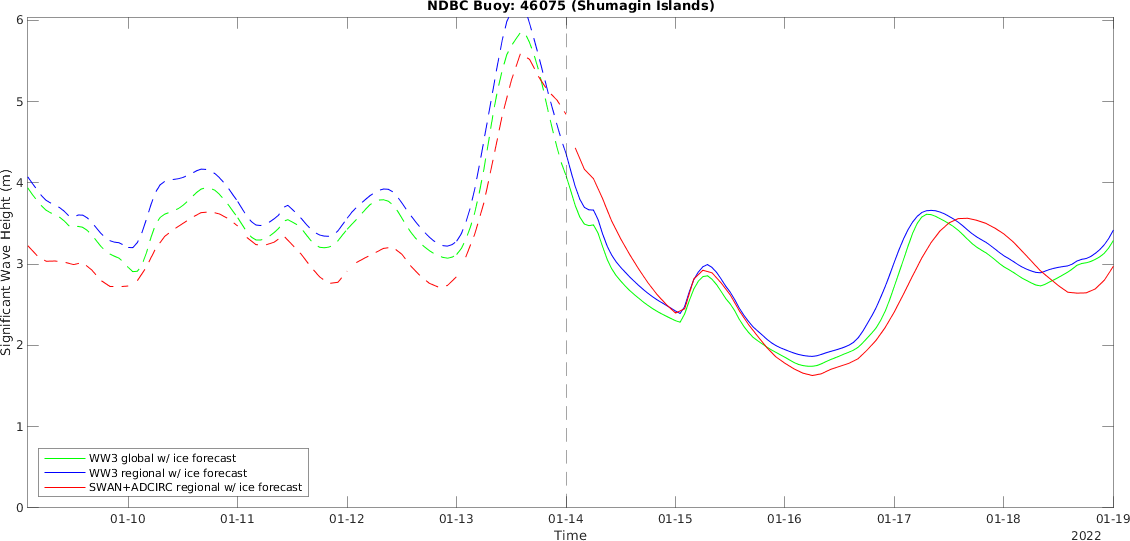 NDBC Buoy: 46075 (Shumagin Islands)
6
5
4
3
2
1
0
Significant Wave Height (m)
WW3 global w/ ice forecast
WW3 regional w/ ice forecast
SWAN+ADCIRC regional w/ ice forecast
01-10 01-11 01-12 01-13 01-14 01-15 01-16 01-17 01-18 01-19
Time
2022